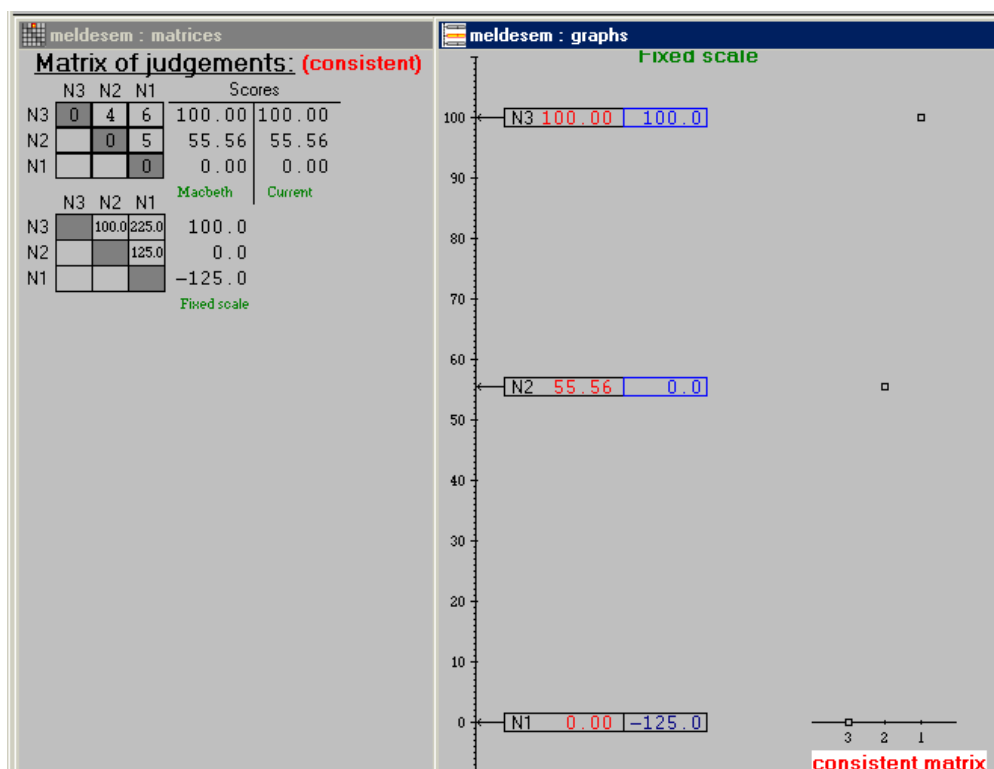 meldesem : matrices
Matrix of judgements: (consistent)
N3 N2 N1 Scores
N3 0 4 6 100.00 100.00
N2 0 5 55.56 55.56
N1 0 0.00 0.00
Macbeth Current
N3 N2 N1
N3 100.0 225.0 100.0
N2 125.0 0.0
N1 -125.0
Fixed scale
meldesem : graphs
Fixed scale
100 N3 100.00 100.0
90
80
70
60
N2 55.56 0.0
50
40
30
20
10
0 N1 0.00 -125.0
3 2 1
consistent matrix